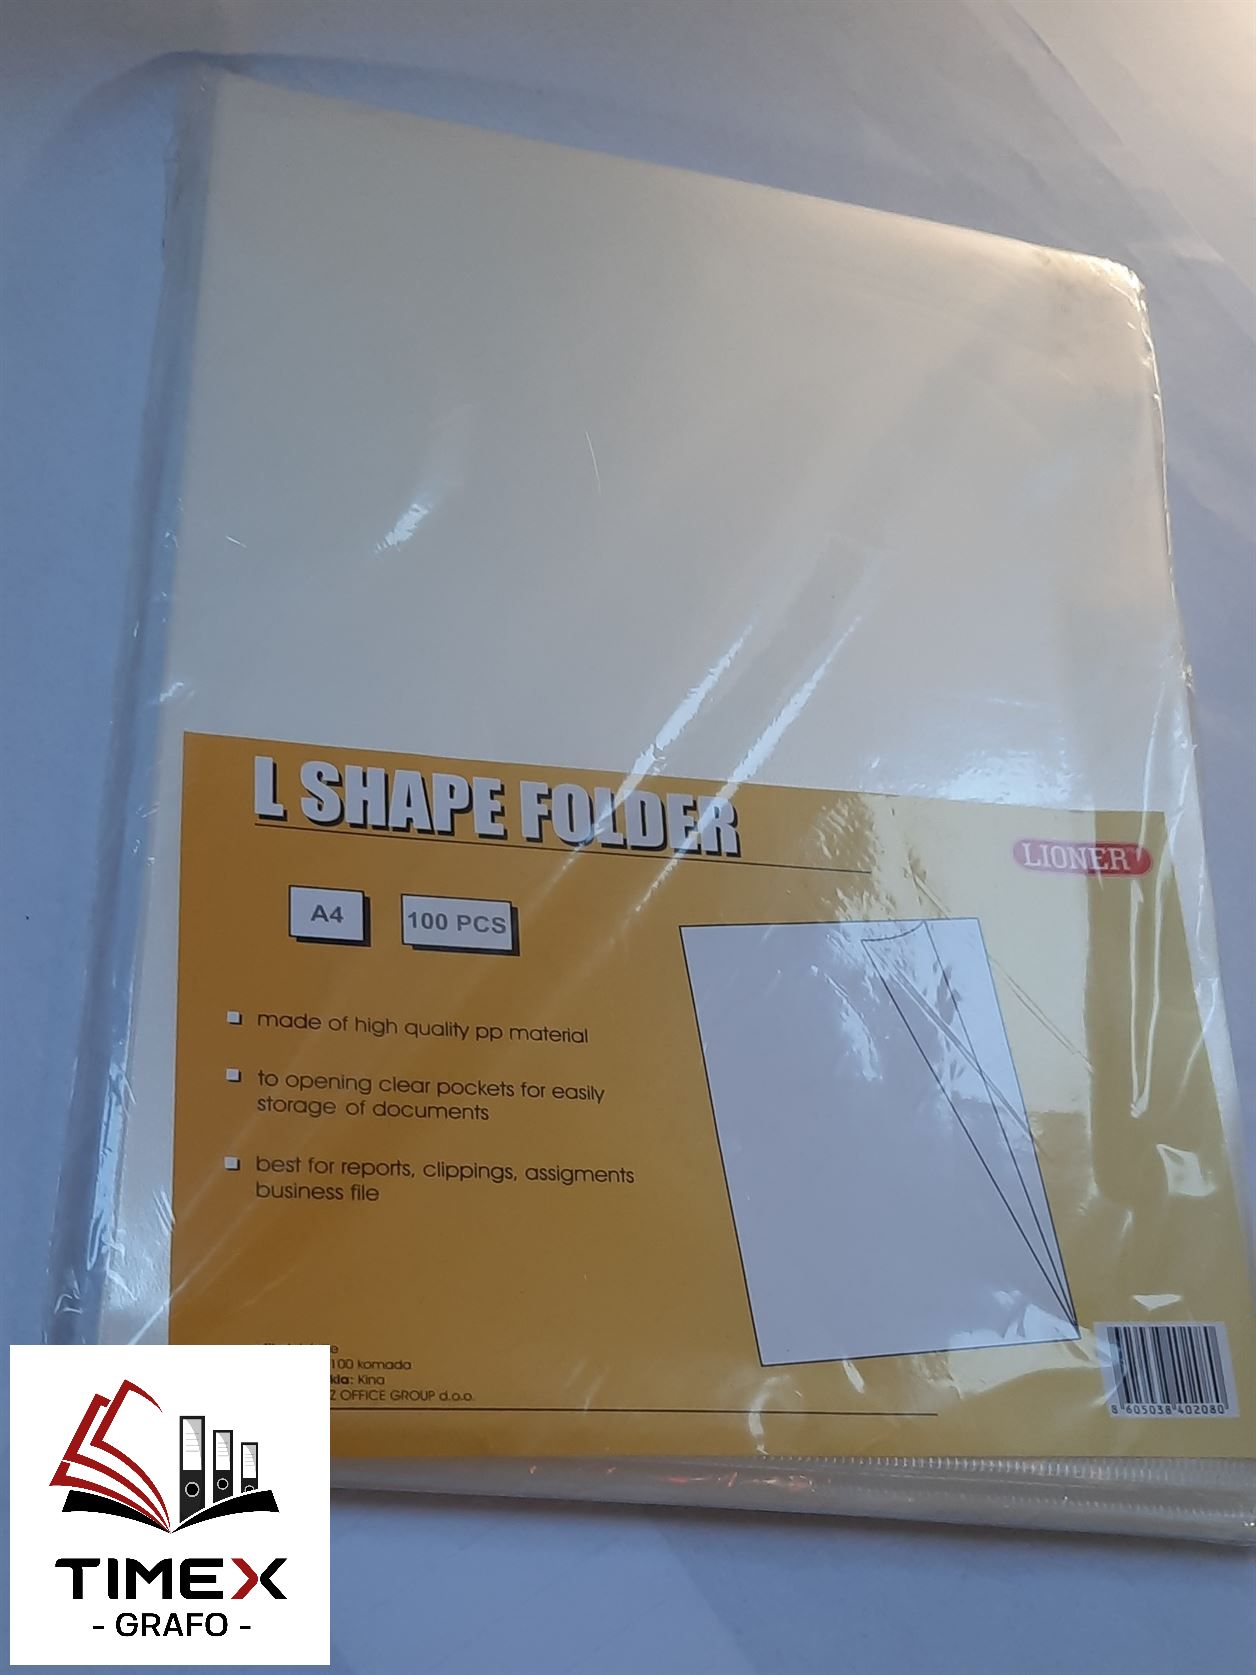 L SHAPE FOLDER
LIONER
A4
100 PCS
made of high quality pp material
to opening clear pockets for easily
storage of documents
best for reports, clippings, assigments
business file
100 komada
Kina
Z OFFICE GROUP d.o.o.
8 605038 402080
TIMEX
- GRAFO -